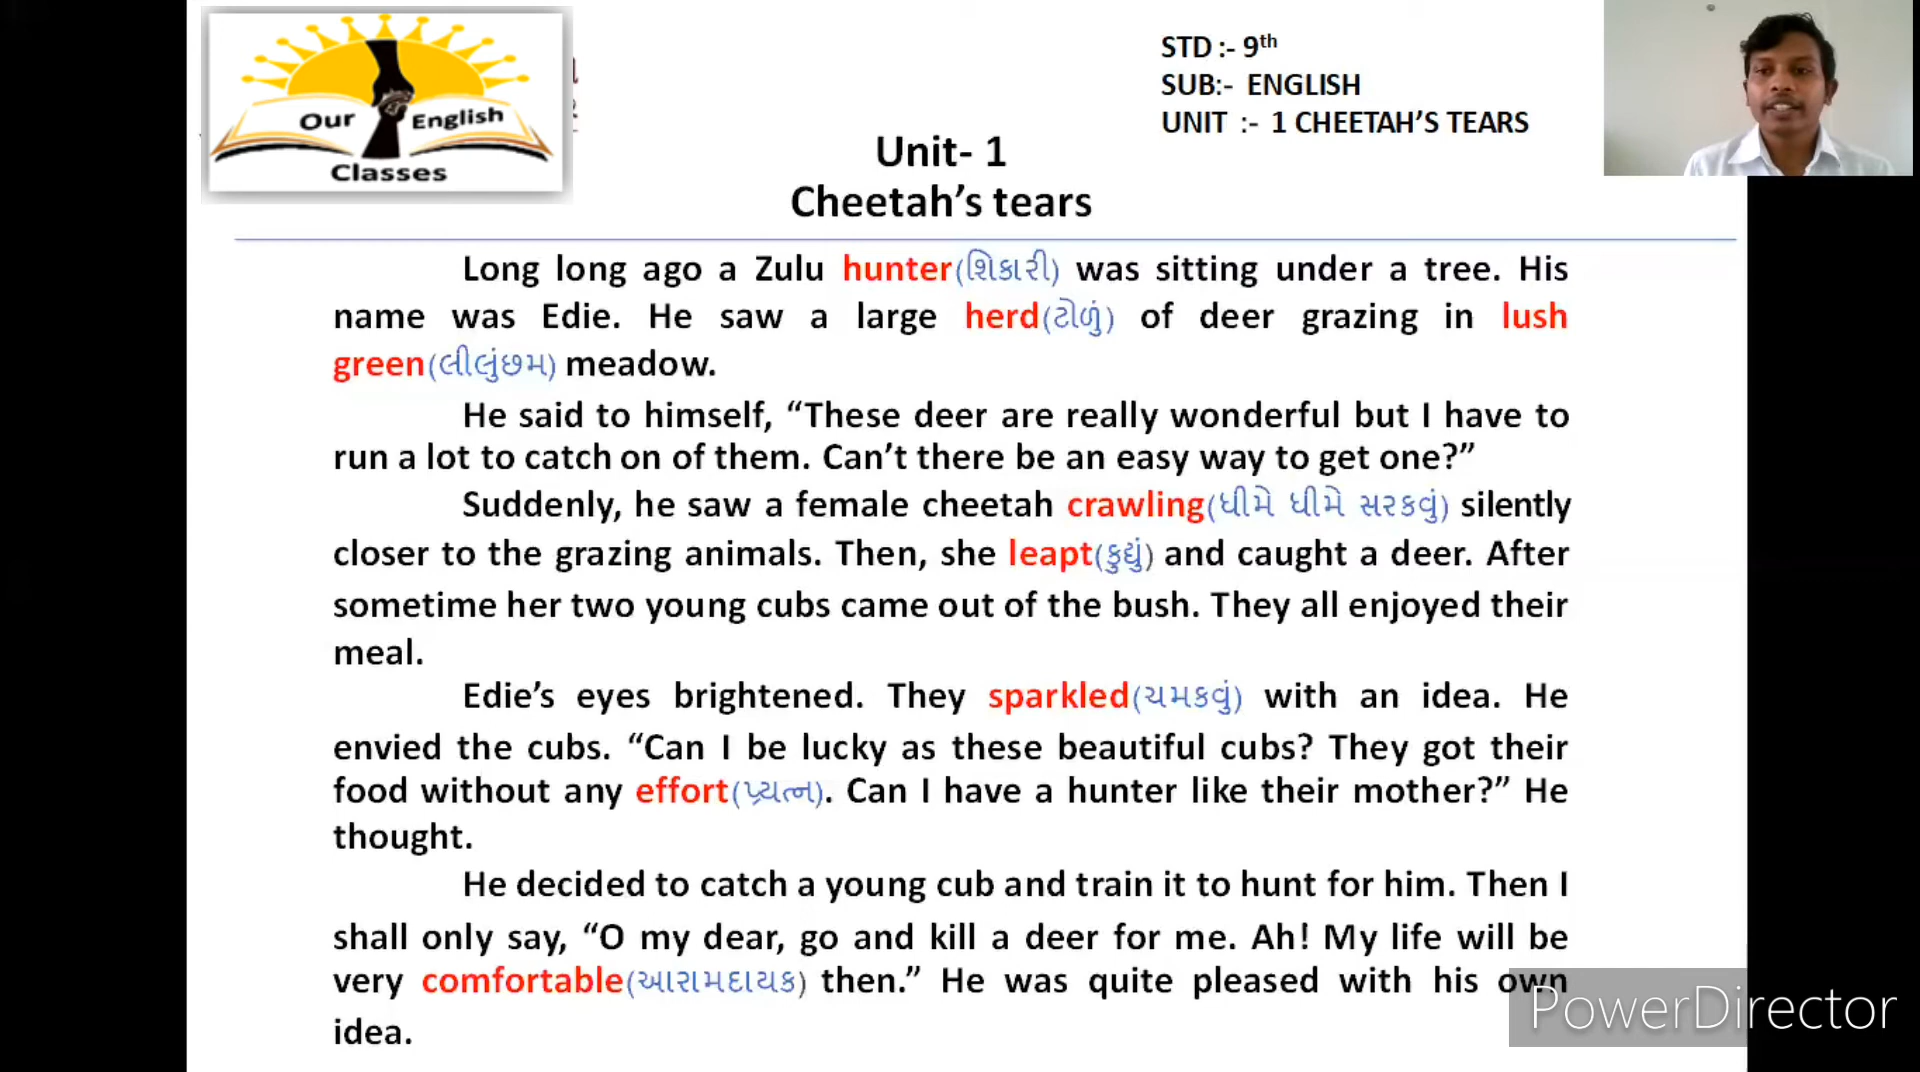 Our English
Classes
STD :- 9th
SUB:- ENGLISH
UNIT :- 1 CHEETAH’S TEARS
Unit- 1
Cheetah’s tears
Long long ago a Zulu hunter(શિકારી) was sitting under a tree. His
name was Edie. He saw a large herd(ટોળું) of deer grazing in lush
green(લીલુંછમ) meadow.
He said to himself, “These deer are really wonderful but I have to
run a lot to catch on of them. Can’t there be an easy way to get one?”
Suddenly, he saw a female cheetah crawling(ધીમે ધીમે સરકવું) silently
closer to the grazing animals. Then, she leapt(કુદ્યું) and caught a deer. After
sometime her two young cubs came out of the bush. They all enjoyed their
meal.
Edie’s eyes brightened. They sparkled(ચમકવું) with an idea. He
envied the cubs. “Can I be lucky as these beautiful cubs? They got their
food without any effort(પ્રયત્ન). Can I have a hunter like their mother?” He
thought.
He decided to catch a young cub and train it to hunt for him. Then I
shall only say, “O my dear, go and kill a deer for me. Ah! My life will be
very comfortable(આરામદાયક) then.” He was quite pleased with his own
idea.
PowerDirector